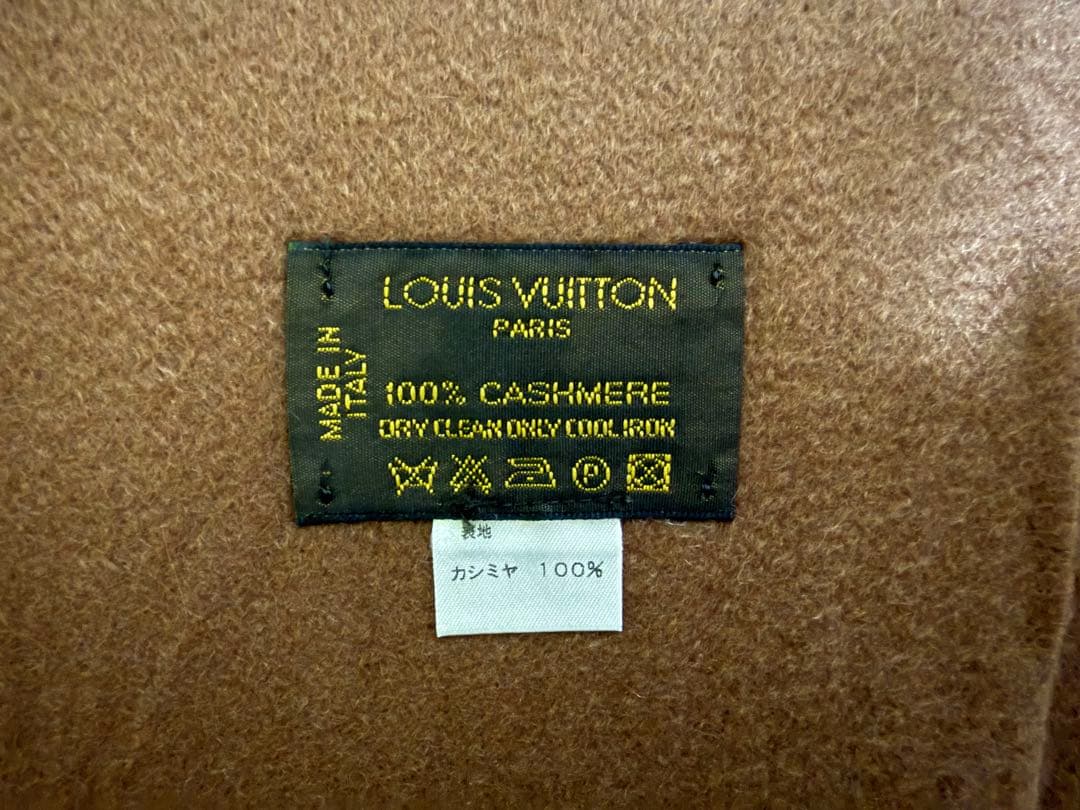 LOUIS VUITTON
PARIS
MADE IN
ITALY
100% CASHMERE
DRY CLEAN ONLY COOL IRON
P
表地
カシミヤ 100%